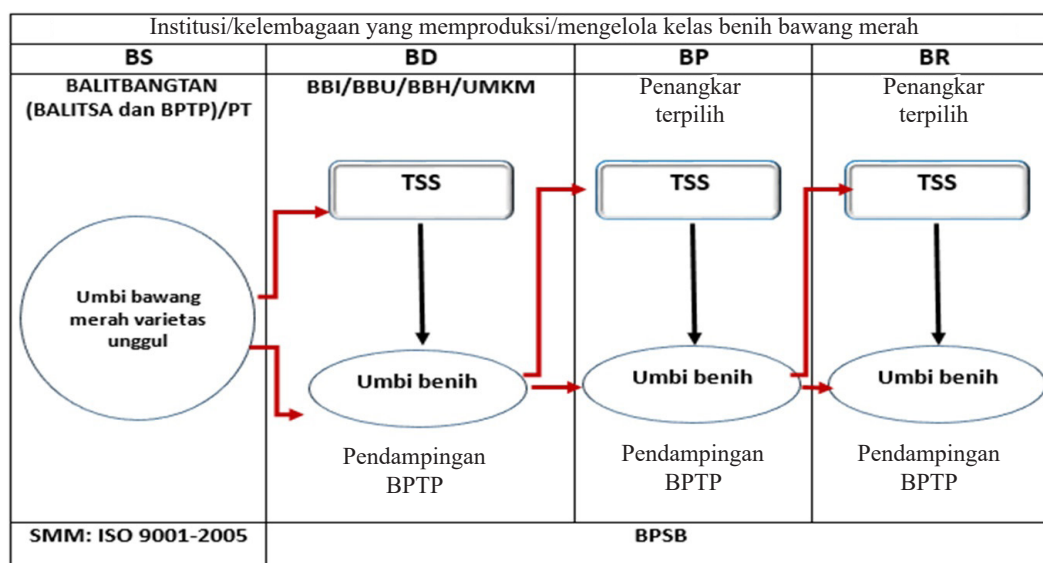 Institusi/kelembagaan yang memproduksi/mengelola kelas benih bawang merah
BS
BD
BP
BR
BALITBANGTAN
(BALITSA dan BPTP)/PT
BBI/BBU/BBH/UMKM
Penangkar
terpilih
Penangkar
terpilih
TSS
TSS
TSS
Umbi bawang
merah varietas
unggul
Umbi benih
Umbi benih
Umbi benih
Pendampingan
BPTP
Pendampingan
BPTP
Pendampingan
BPTP
SMM: ISO 9001-2005
BPSB